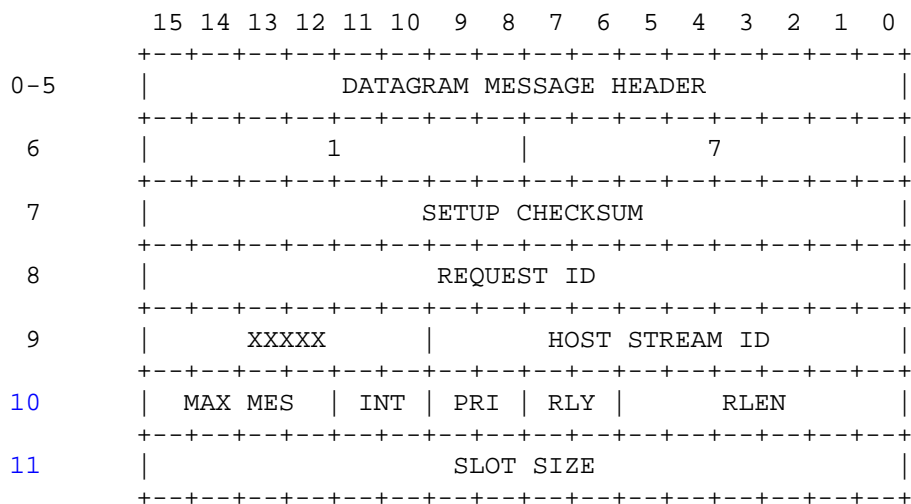 15 14 13 12 11 10 9 8 7 6 5 4 3 2 1 0
+--+--+--+--+--+--+--+--+--+--+--+--+--+--+--+--+
0-5 | DATAGRAM MESSAGE HEADER |
+--+--+--+--+--+--+--+--+--+--+--+--+--+--+--+--+
6 | 1 | 7 |
+--+--+--+--+--+--+--+--+--+--+--+--+--+--+--+--+
7 | SETUP CHECKSUM |
+--+--+--+--+--+--+--+--+--+--+--+--+--+--+--+--+
8 | REQUEST ID |
+--+--+--+--+--+--+--+--+--+--+--+--+--+--+--+--+
9 | XXXXX | HOST STREAM ID |
+--+--+--+--+--+--+--+--+--+--+--+--+--+--+--+--+
10 | MAX MES | INT | PRI | RLY | RLEN |
+--+--+--+--+--+--+--+--+--+--+--+--+--+--+--+--+
11 | SLOT SIZE |
+--+--+--+--+--+--+--+--+--+--+--+--+--+--+--+--+